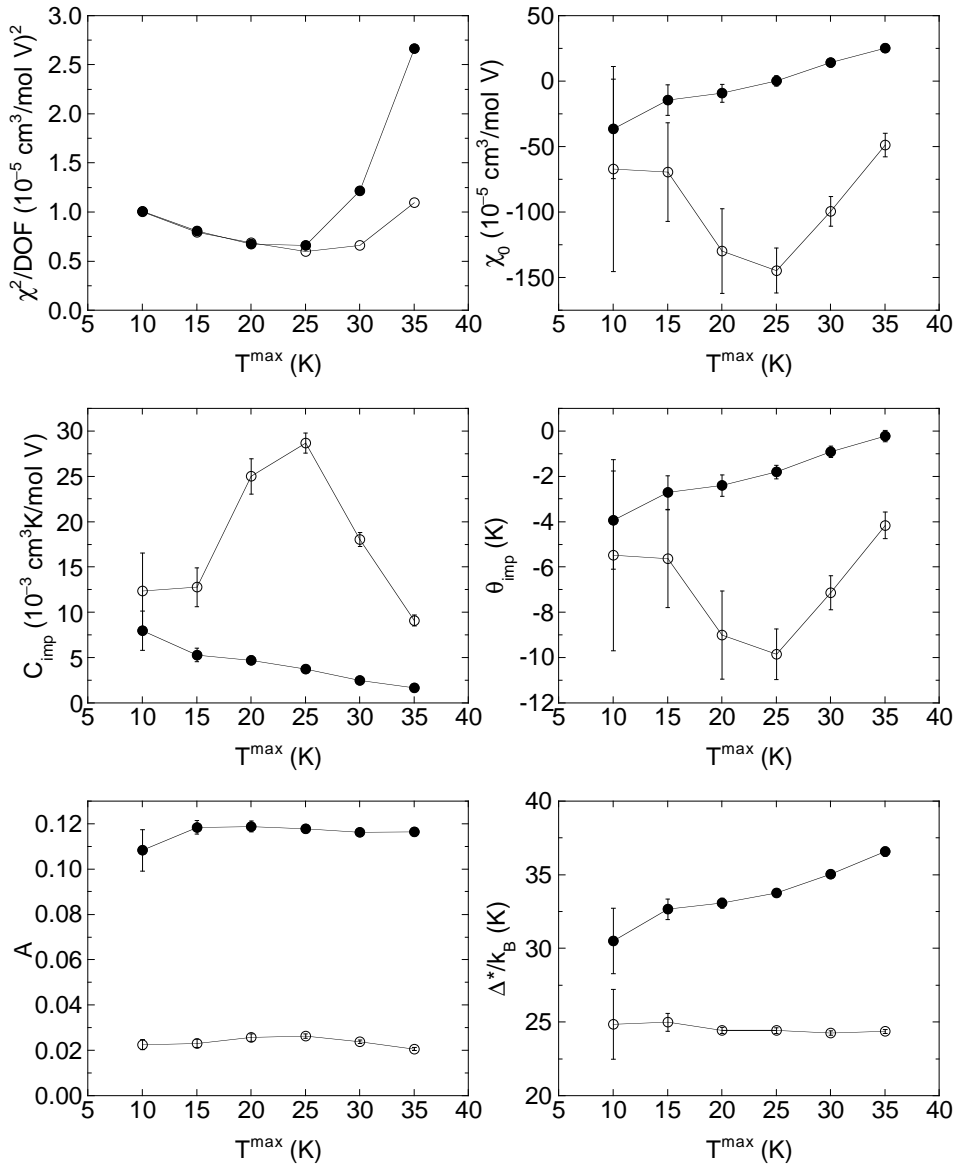 χ²/DOF (10⁻⁵ cm³/mol V)²
3.0
2.5
2.0
1.5
1.0
0.5
0.0
5 10 15 20 25 30 35 40
Tᵐᵃˣ (K)
χ₀ (10⁻⁵ cm³/mol V)
50
0
-50
-100
-150
5 10 15 20 25 30 35 40
Tᵐᵃˣ (K)
C_imp (10⁻³ cm³K/mol V)
30
25
20
15
10
5
0
5 10 15 20 25 30 35 40
Tᵐᵃˣ (K)
θ_imp (K)
0
-2
-4
-6
-8
-10
-12
5 10 15 20 25 30 35 40
Tᵐᵃˣ (K)
A
0.12
0.10
0.08
0.06
0.04
0.02
0.00
5 10 15 20 25 30 35 40
Tᵐᵃˣ (K)
Δ*/k_B (K)
40
35
30
25
20
5 10 15 20 25 30 35 40
Tᵐᵃˣ (K)